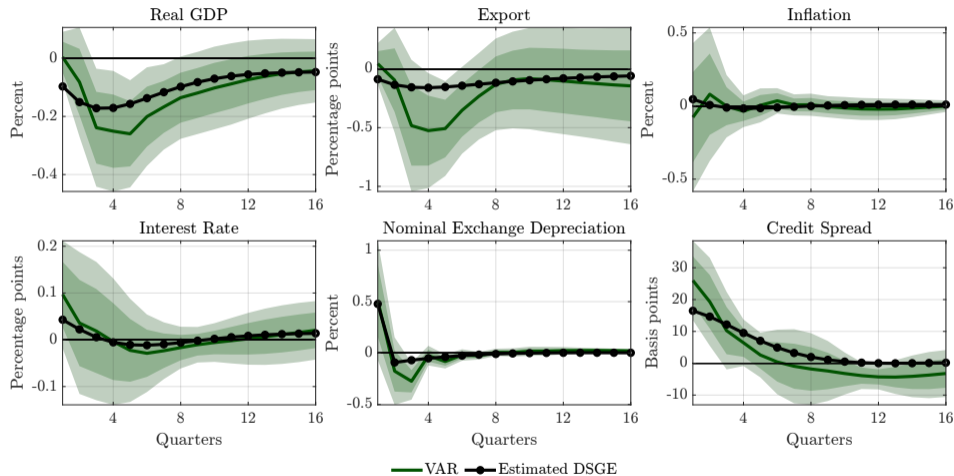 Real GDP
Percent
0
-0.2
-0.4
4 8 12 16
Export
Percentage points
0
-0.5
-1
4 8 12 16
Inflation
Percent
0.5
0
-0.5
4 8 12 16
Interest Rate
Percentage points
0.2
0.1
0
-0.1
4 8 12 16
Quarters
Nominal Exchange Depreciation
Percent
1
0.5
0
-0.5
4 8 12 16
Quarters
Credit Spread
Basis points
30
20
10
0
-10
4 8 12 16
Quarters
VAR Estimated DSGE